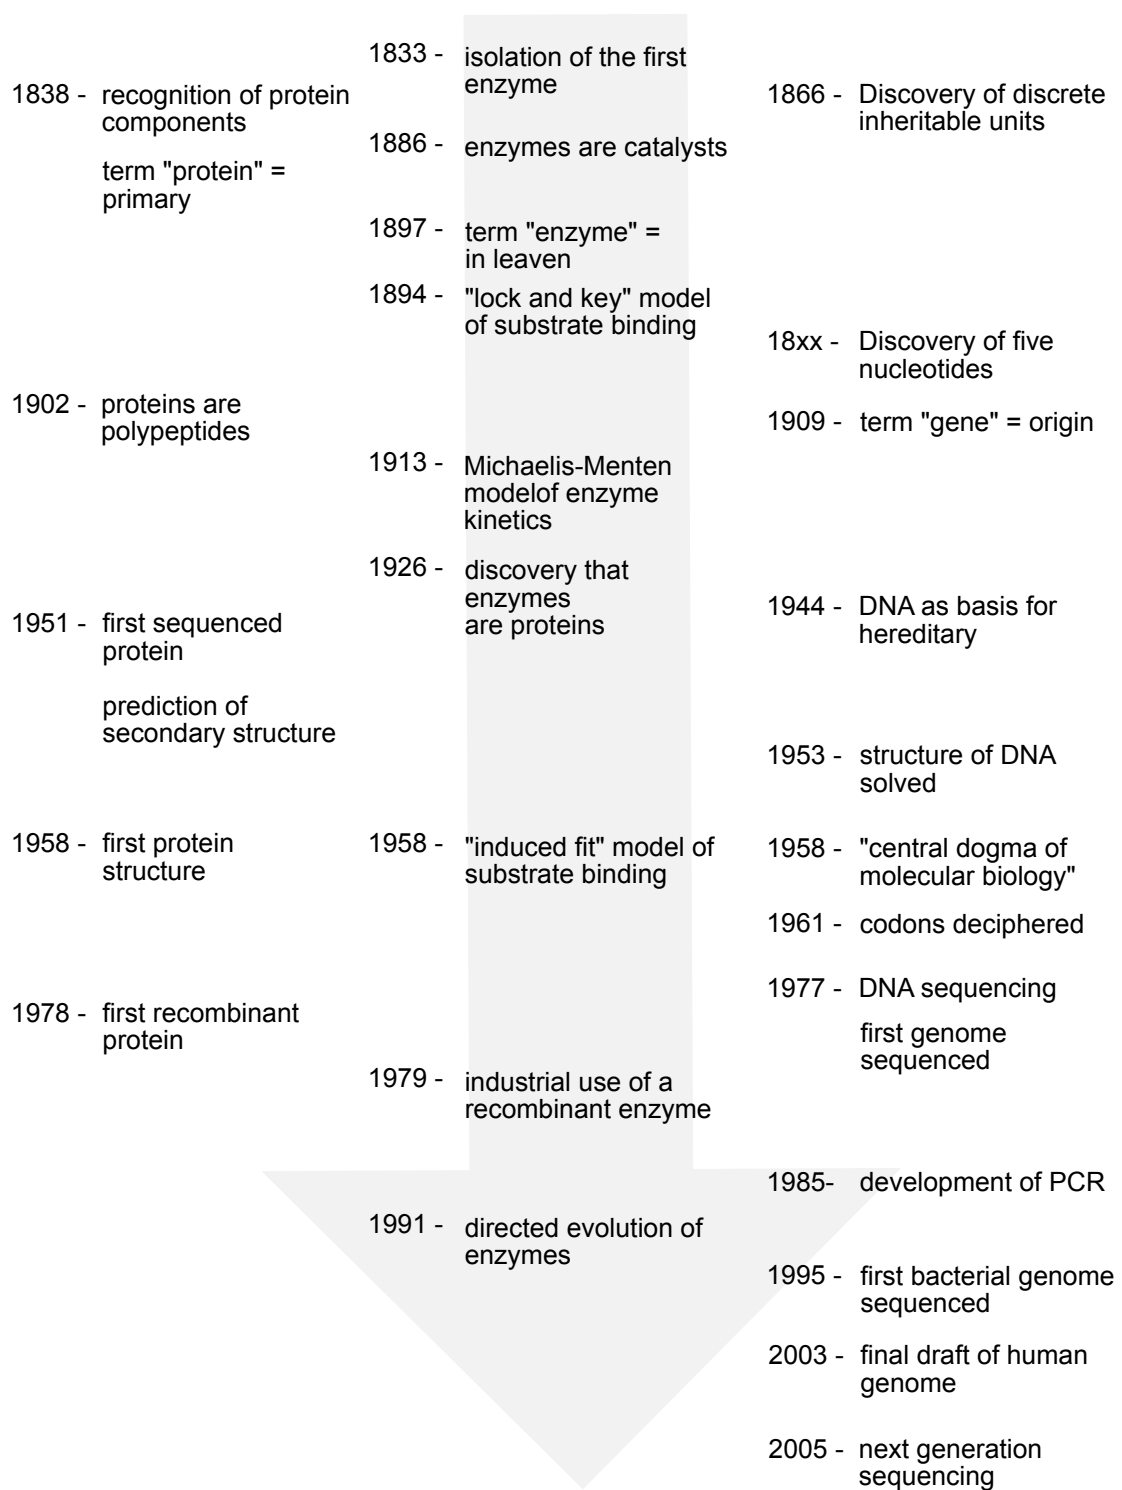 1838 - recognition of protein
components
term "protein" =
primary
1902 - proteins are
polypeptides
1951 - first sequenced
protein
prediction of
secondary structure
1958 - first protein
structure
1978 - first recombinant
protein
1833 - isolation of the first
enzyme
1886 - enzymes are catalysts
1897 - term "enzyme" =
in leaven
1894 - "lock and key" model
of substrate binding
1913 - Michaelis-Menten
modelof enzyme
kinetics
1926 - discovery that
enzymes
are proteins
1958 - "induced fit" model of
substrate binding
1979 - industrial use of a
recombinant enzyme
1991 - directed evolution of
enzymes
1866 - Discovery of discrete
inheritable units
18xx - Discovery of five
nucleotides
1909 - term "gene" = origin
1944 - DNA as basis for
hereditary
1953 - structure of DNA
solved
1958 - "central dogma of
molecular biology"
1961 - codons deciphered
1977 - DNA sequencing
first genome
sequenced
1985- development of PCR
1995 - first bacterial genome
sequenced
2003 - final draft of human
genome
2005 - next generation
sequencing